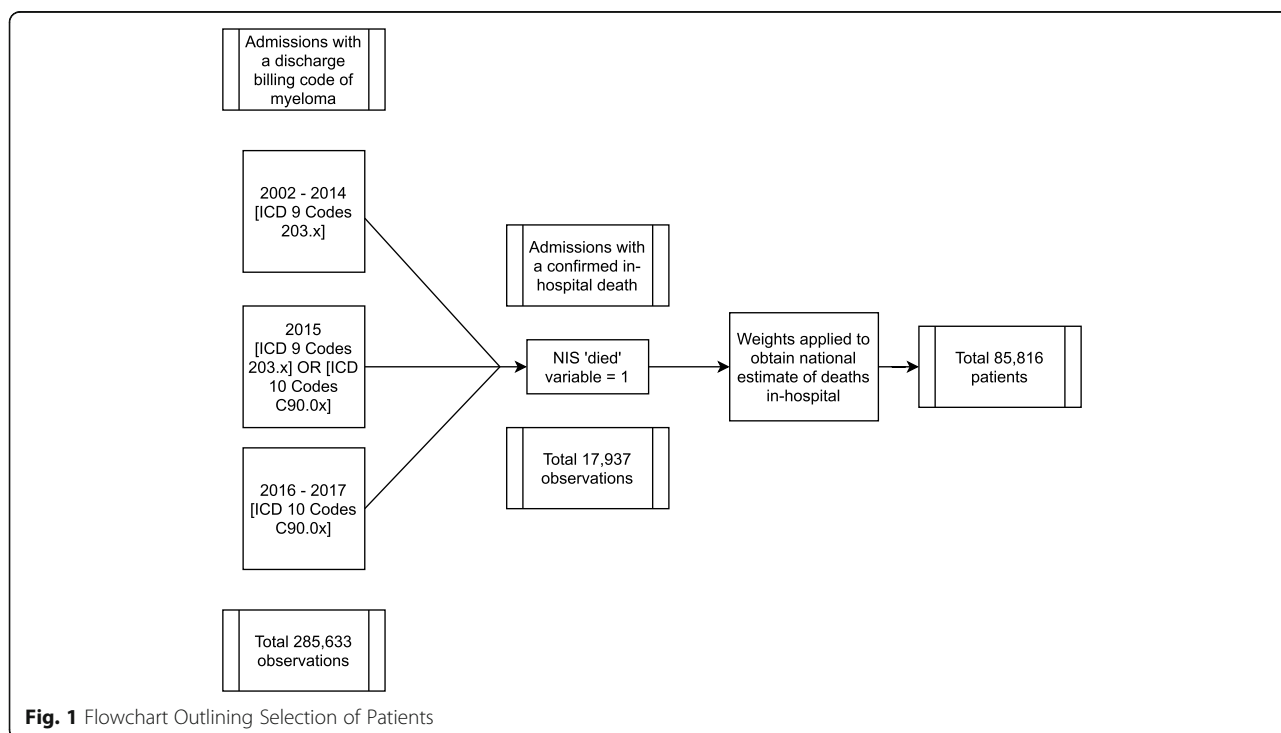 Admissions with
a discharge
billing code of
myeloma
2002 - 2014
[ICD 9 Codes
203.x]
2015
[ICD 9 Codes
203.x] OR [ICD
10 Codes
C90.0x]
2016 - 2017
[ICD 10 Codes
C90.0x]
Total 285,633
observations
Admissions with
a confirmed in-
hospital death
NIS 'died'
variable = 1
Total 17,937
observations
Weights applied to
obtain national
estimate of deaths
in-hospital
Total 85,816
patients
Fig. 1 Flowchart Outlining Selection of Patients